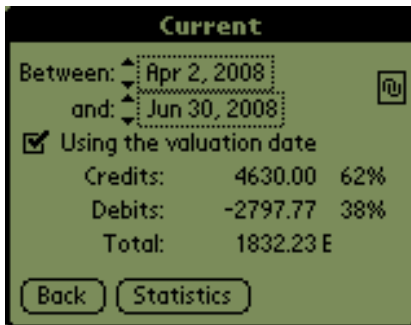 Current
Between: Apr 2, 2008
and: Jun 30, 2008
Using the valuation date
Credits: 4630.00 62%
Debits: -2797.77 38%
Total: 1832.23 E
Back Statistics